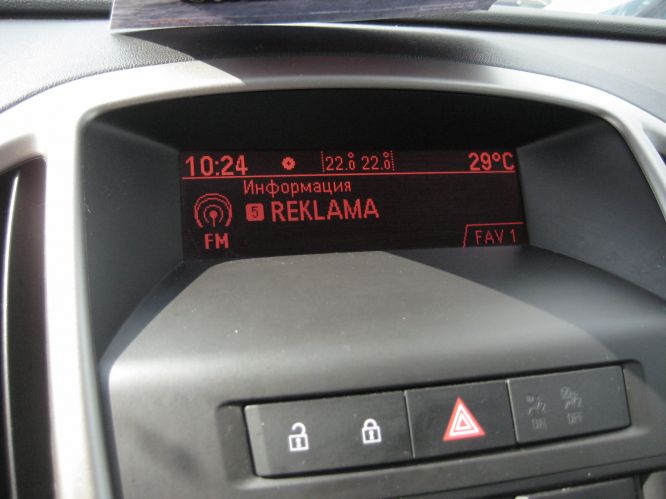 10:24 22.0 22.0 29°C
Информация
5 REKLAMA
FM
FAV 1
ON OFF